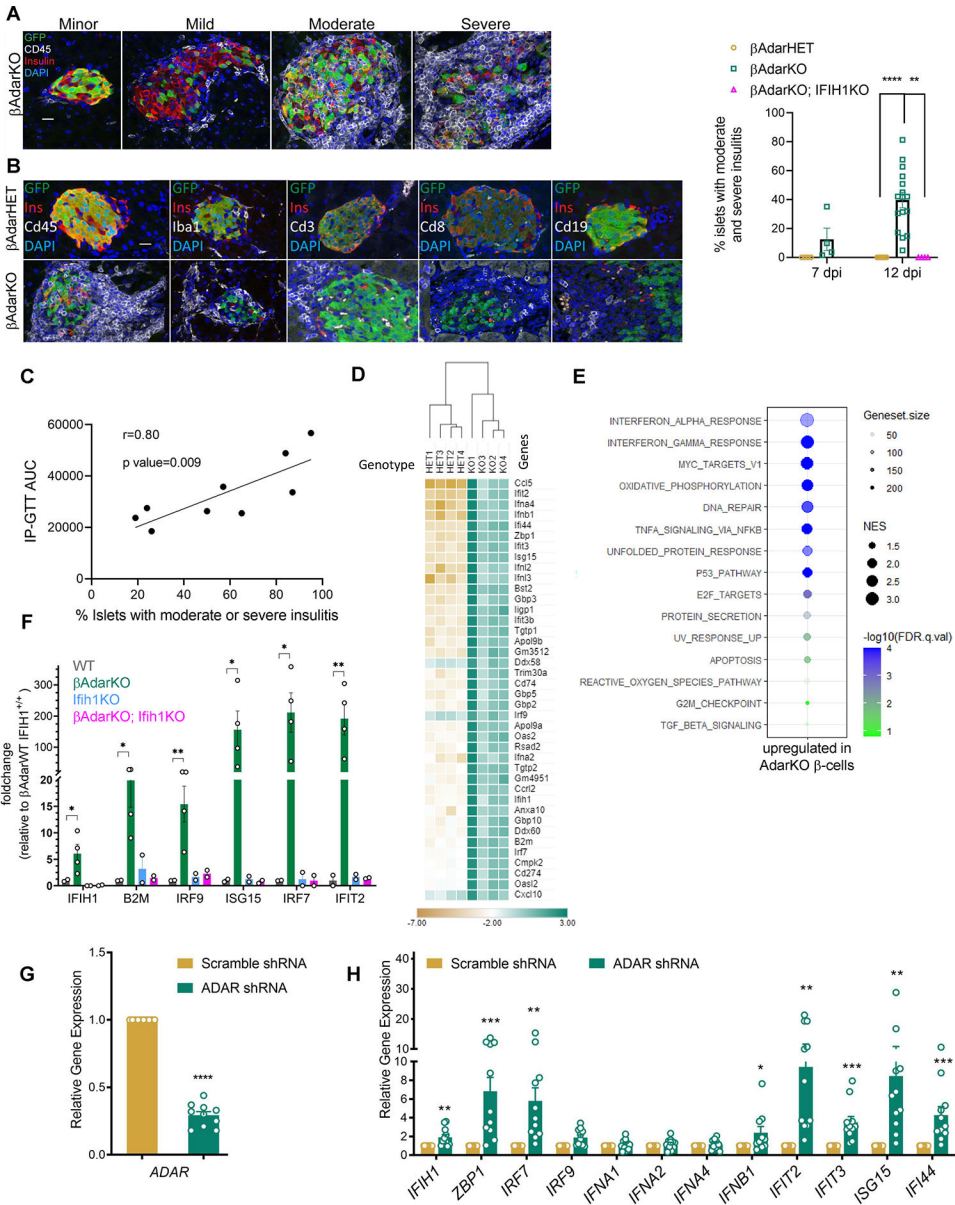 A
Minor
Mild
Moderate
Severe
GFP
CD45
Insulin
DAPI
βAdarKO
βAdarHET
βAdarKO
βAdarKO; IFIH1KO
% islets with moderate
and severe insulitis
100
80
60
40
20
0
**** **
7 dpi
12 dpi
B
βAdarHET
βAdarKO
GFP
Ins
Cd45
DAPI
GFP
Ins
Iba1
DAPI
GFP
Ins
Cd3
DAPI
GFP
Ins
Cd8
DAPI
GFP
Ins
Cd19
DAPI
C
IP-GTT AUC
60000
40000
20000
0
r=0.80
p value=0.009
0 20 40 60 80 100
% Islets with moderate or severe insulitis
D
Genotype
HET1
HET3
HET2
HET4
KO1
KO3
KO2
KO4
Genes
Ccl5
Ifit2
Ifna4
Ifnb1
Ifi44
Zbp1
Ifit3
Isg15
Ifnl2
Ifnl3
Bst2
Gbp3
Iigp1
Ifit3b
Tgtp1
Apol9b
Gm3512
Ddx58
Trim30a
Cd74
Gbp5
Gbp2
Irf9
Apol9a
Oas2
Rsad2
Ifna2
Tgtp2
Gm4951
Ccrl2
Ifih1
Anxa10
Gbp10
Ddx60
B2m
Irf7
Cmpk2
Cd274
Oasl2
Cxcl10
-7.00 0.00 3.00
E
INTERFERON_ALPHA_RESPONSE
INTERFERON_GAMMA_RESPONSE
MYC_TARGETS_V1
OXIDATIVE_PHOSPHORYLATION
DNA_REPAIR
TNFA_SIGNALING_VIA_NFKB
UNFOLDED_PROTEIN_RESPONSE
P53_PATHWAY
E2F_TARGETS
PROTEIN_SECRETION
UV_RESPONSE_UP
APOPTOSIS
REACTIVE_OXYGEN_SPECIES_PATHWAY
G2M_CHECKPOINT
TGF_BETA_SIGNALING
upregulated in
AdarKO β-cells
Geneset.size
50
100
150
200
NES
1.5
2.0
2.5
3.0
-log10(FDR.q.val)
4
3
2
1
F
WT
βAdarKO
Ifih1KO
βAdarKO; Ifih1KO
foldchange
(relative to βAdarWT IFIH1+/+)
300
200
100
20
15
10
5
0
* * ** * * **
IFIH1
B2M
IRF9
ISG15
IRF7
IFIT2
G
Relative Gene Expression
1.5
1.0
0.5
0.0
Scramble shRNA
ADAR shRNA
****
ADAR
H
Relative Gene Expression
40
30
20
10
8
6
4
2
0
Scramble shRNA
ADAR shRNA
** *** ** * ** *** ** ***
IFIH1
ZBP1
IRF7
IRF9
IFNA1
IFNA2
IFNA4
IFNB1
IFIT2
IFIT3
ISG15
IFI44